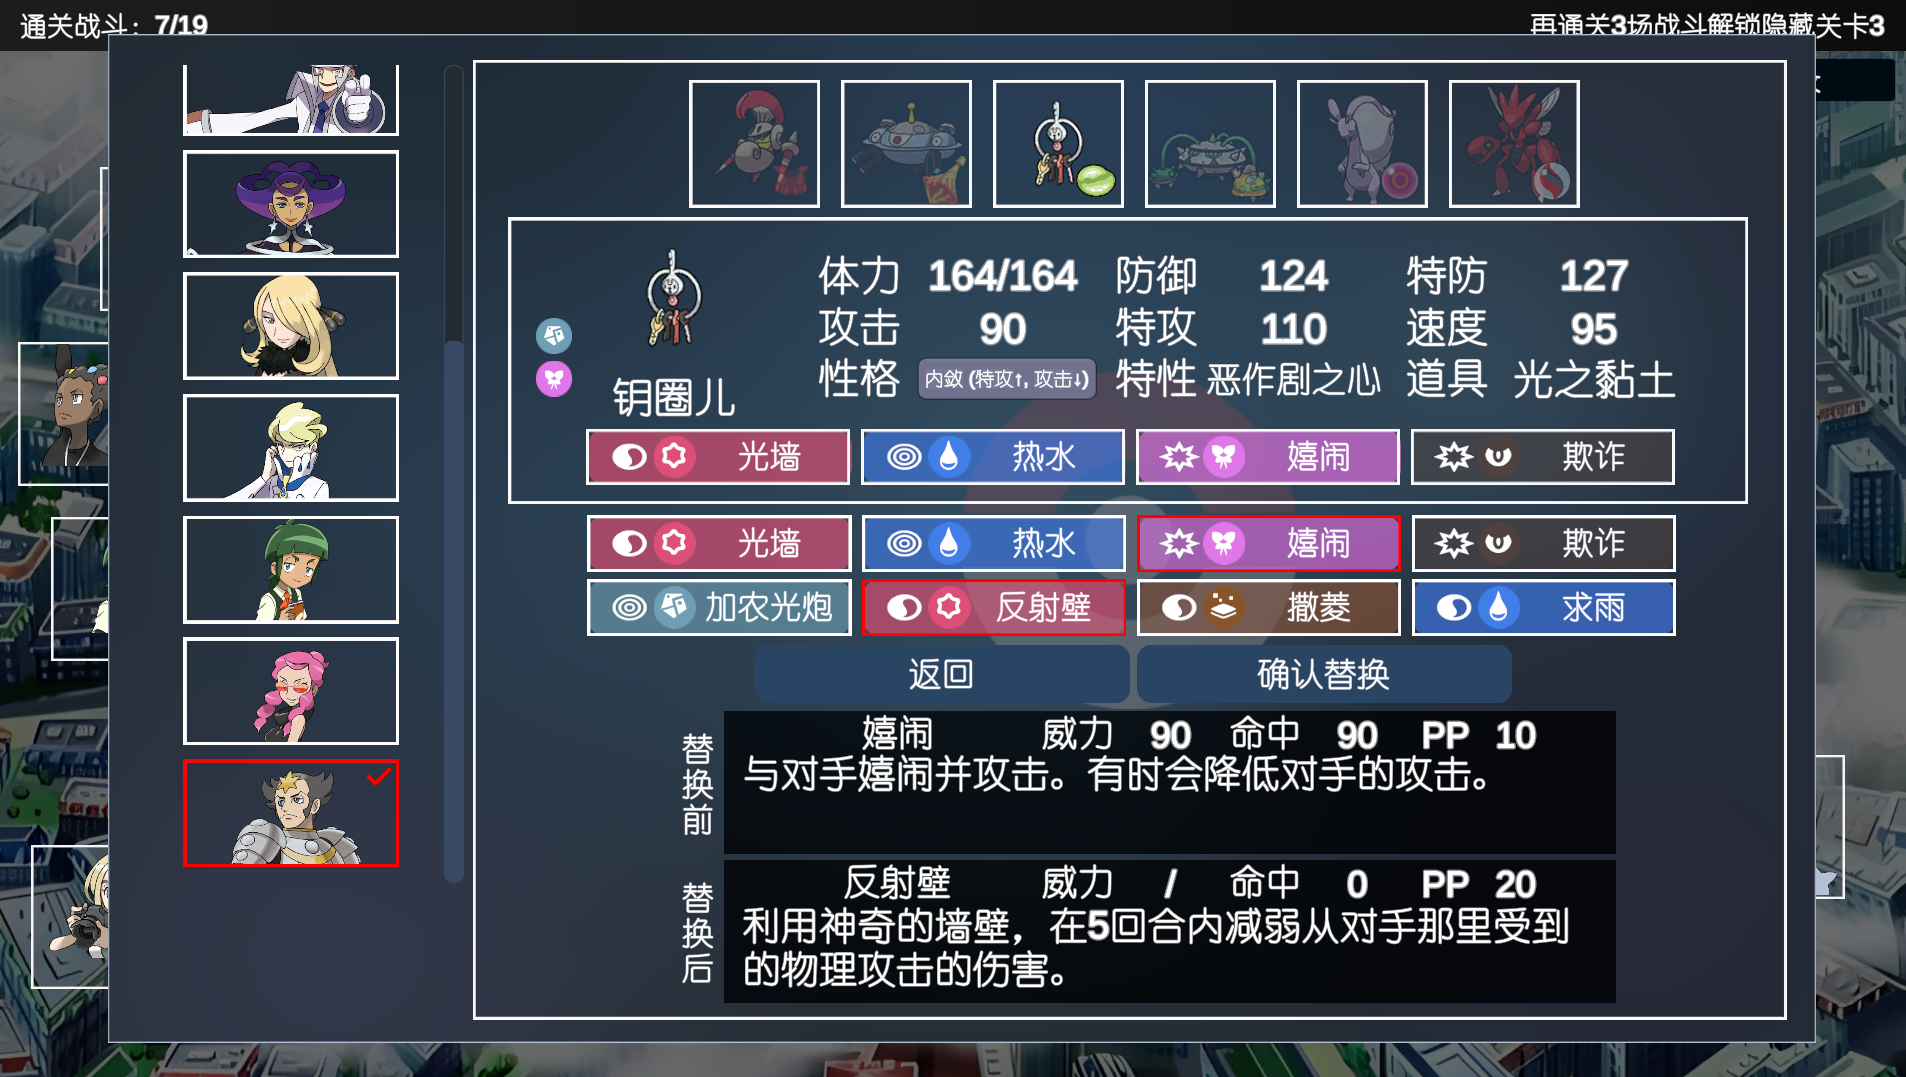 通关战斗：7/19
再通关3场战斗解锁隐藏关卡3
体力 164/164 防御 124 特防 127
攻击 90 特攻 110 速度 95
性格 内敛 (特攻↑, 攻击↓) 特性 恶作剧之心 道具 光之黏土
钥圈儿
光墙 热水 嬉闹 欺诈
光墙 热水 嬉闹 欺诈
加农光炮 反射壁 撒菱 求雨
返回 确认替换
替换前
嬉闹 威力 90 命中 90 PP 10
与对手嬉闹并攻击。有时会降低对手的攻击。
替换后
反射壁 威力 / 命中 0 PP 20
利用神奇的墙壁，在5回合内减弱从对手那里受到
的物理攻击的伤害。